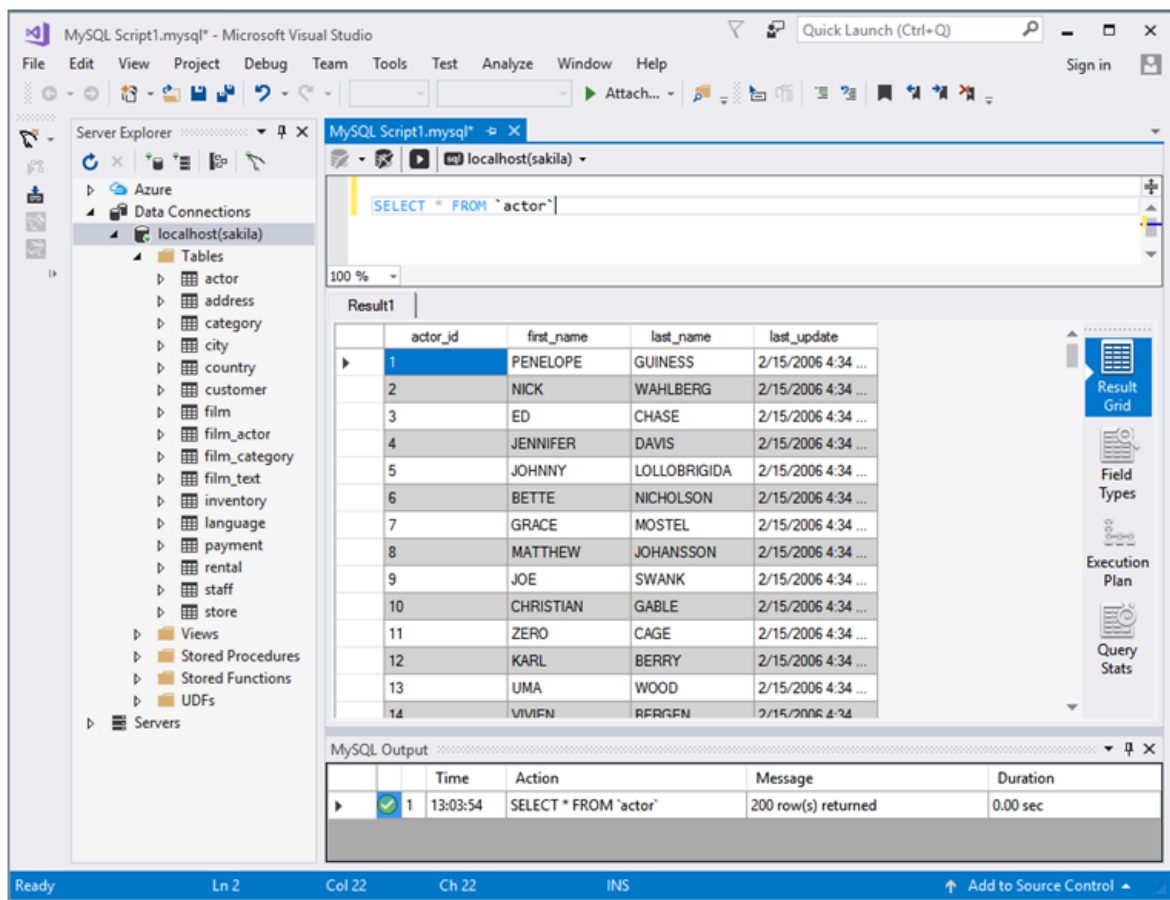 MySQL Script1.mysql* - Microsoft Visual Studio
Quick Launch (Ctrl+Q)
File Edit View Project Debug Team Tools Test Analyze Window Help
Sign in
Attach...
Server Explorer
Azure
Data Connections
localhost(sakila)
Tables
actor
address
category
city
country
customer
film
film_actor
film_category
film_text
inventory
language
payment
rental
staff
store
Views
Stored Procedures
Stored Functions
UDFs
Servers
MySQL Script1.mysql*
localhost(sakila)
SELECT * FROM `actor`
100 %
Result1
actor_id first_name last_name last_update
1 PENELOPE GUINESS 2/15/2006 4:34 ...
2 NICK WAHLBERG 2/15/2006 4:34 ...
3 ED CHASE 2/15/2006 4:34 ...
4 JENNIFER DAVIS 2/15/2006 4:34 ...
5 JOHNNY LOLLOBRIGIDA 2/15/2006 4:34 ...
6 BETTE NICHOLSON 2/15/2006 4:34 ...
7 GRACE MOSTEL 2/15/2006 4:34 ...
8 MATTHEW JOHANSSON 2/15/2006 4:34 ...
9 JOE SWANK 2/15/2006 4:34 ...
10 CHRISTIAN GABLE 2/15/2006 4:34 ...
11 ZERO CAGE 2/15/2006 4:34 ...
12 KARL BERRY 2/15/2006 4:34 ...
13 UMA WOOD 2/15/2006 4:34 ...
14 VIVIEN BERGEN 2/15/2006 4:34
Result
Grid
Field
Types
Execution
Plan
Query
Stats
MySQL Output
Time Action Message Duration
1 13:03:54 SELECT * FROM `actor` 200 row(s) returned 0.00 sec
Ready Ln 2 Col 22 Ch 22 INS Add to Source Control